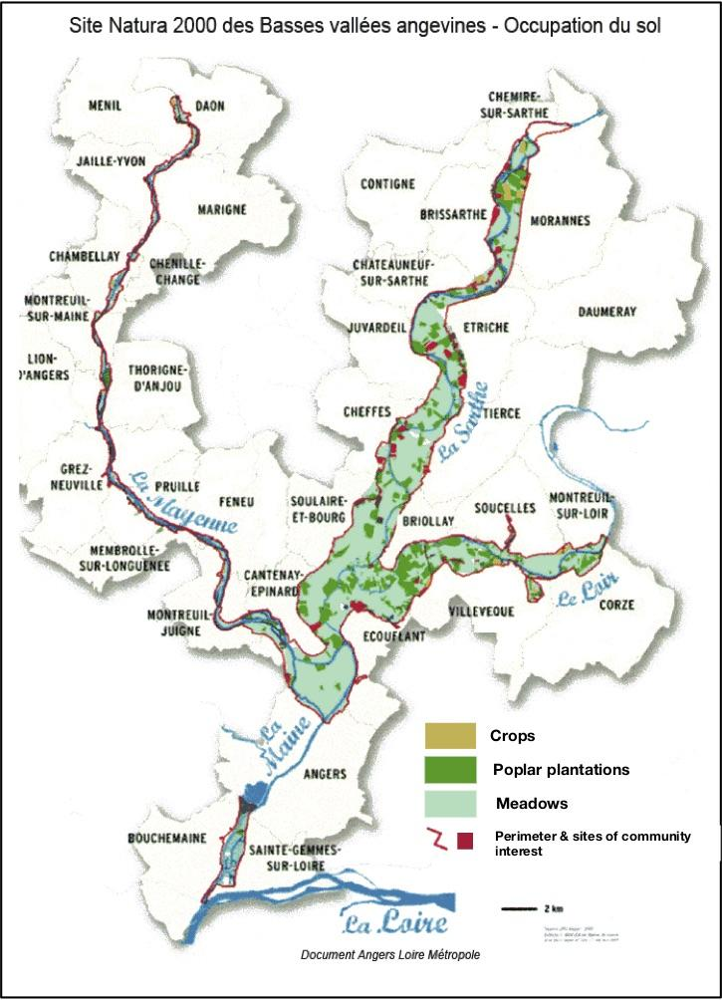 Site Natura 2000 des Basses vallées angevines - Occupation du sol
CHEMIRE-
SUR-SARTHE
MENIL
DAON
JAILLE-YVON
CONTIGNE
MARIGNE
BRISSARTHE
MORANNES
CHAMBELLAY
CHENILLE-
CHANGE
CHATEAUNEUF-
SUR-SARTHE
MONTREUIL-
SUR-MAINE
JUVARDEIL
ETRICHE
DAUMERAY
LION-
D'ANGERS
THORIGNE-
D'ANJOU
CHEFFES
La Sarthe
TIERCE
GREZ-
NEUVILLE
La Mayenne
PRUILLE
FENEU
SOULAIRE-
ET-BOURG
BRIOLLAY
SOUCELLES
MONTREUIL-
SUR-LOIR
MEMBROLLE-
SUR-LONGUENEE
CANTENAY-
EPINARD
Le Loir
CORZE
MONTREUIL-
JUIGNE
VILLEVEQUE
ECOUFLANT
La
Maine
ANGERS
Crops
Poplar plantations
Meadows
Perimeter & sites of community
interest
BOUCHEMAINE
SAINTE-GEMMES-
SUR-LOIRE
La Loire
2 km
Document Angers Loire Métropole